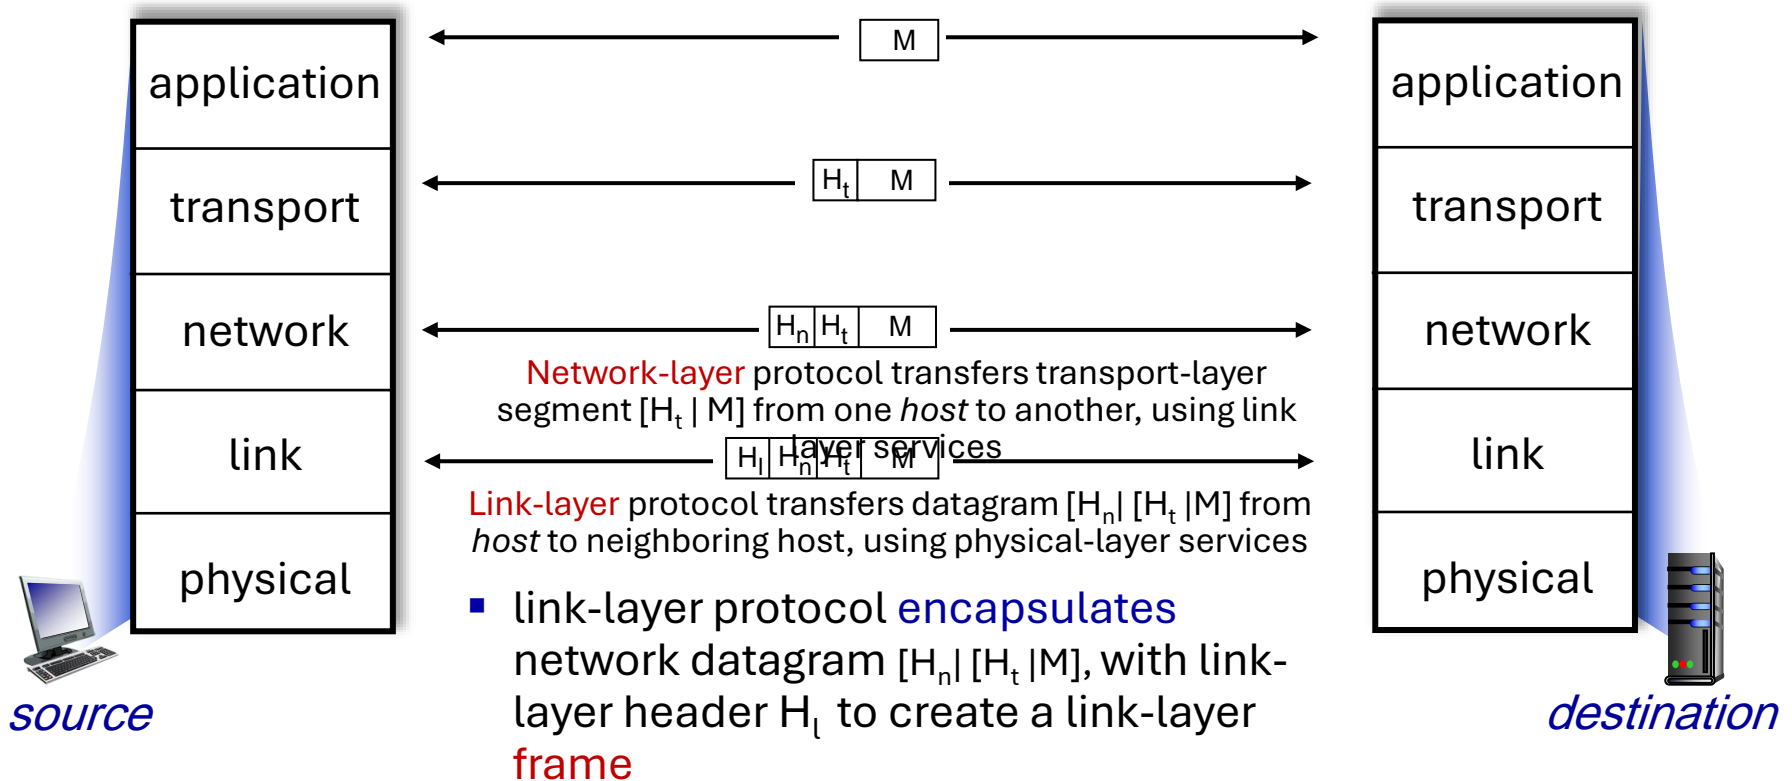 application
M
application
transport
Ht M
transport
network
Hn Ht M
network
Network-layer protocol transfers transport-layer
segment [Ht | M] from one host to another, using link
layer services
link
Hl Hn Ht M
link
Link-layer protocol transfers datagram [Hn| [Ht |M] from
host to neighboring host, using physical-layer services
physical
physical
▪ link-layer protocol encapsulates
network datagram [Hn| [Ht |M], with link-
layer header Hl to create a link-layer
frame
source
destination